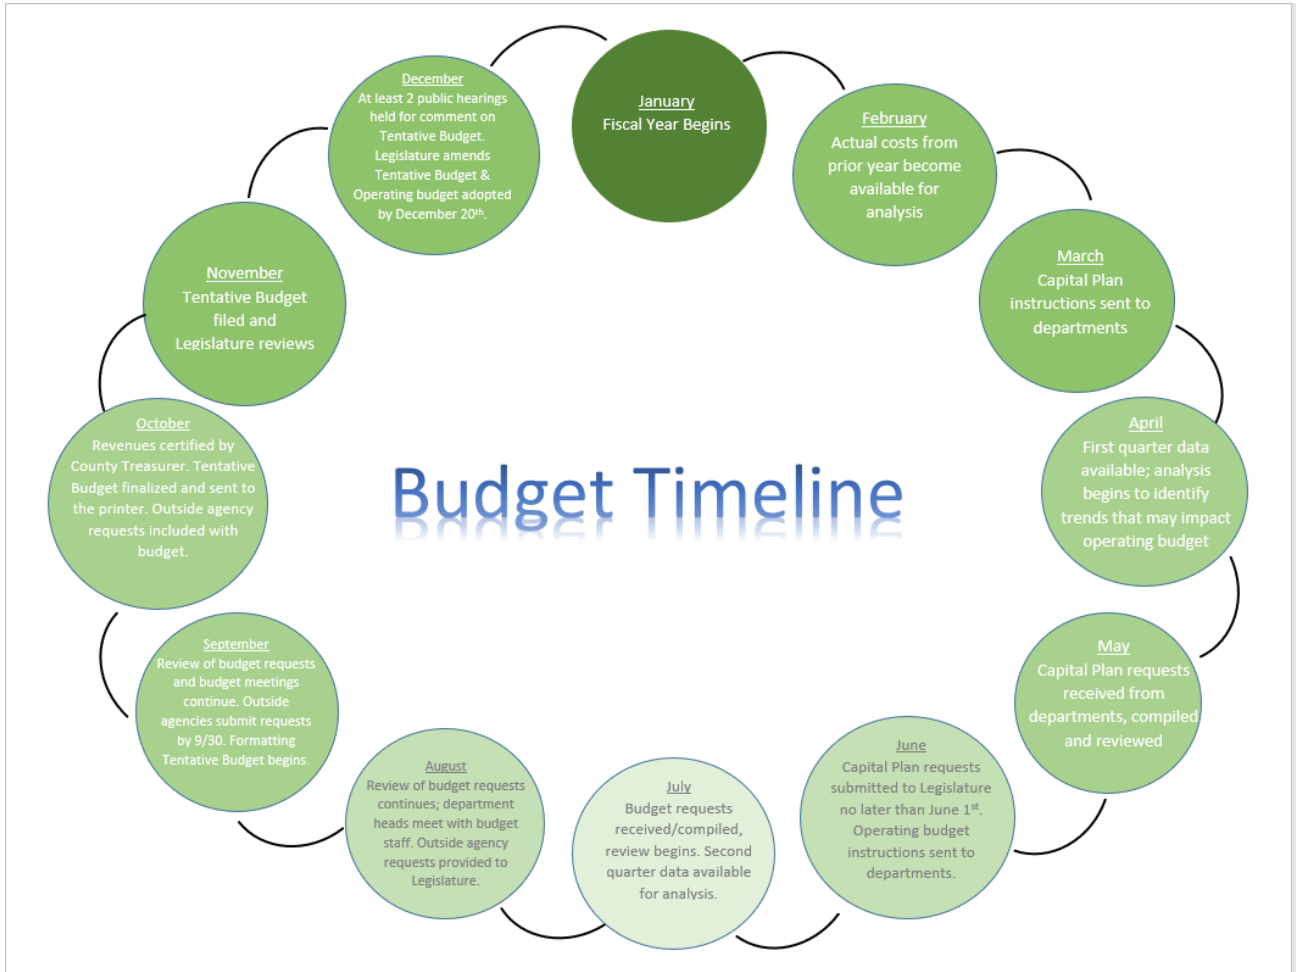 January
Fiscal Year Begins
February
Actual costs from
prior year become
available for
analysis
March
Capital Plan
instructions sent to
departments
April
First quarter data
available; analysis
begins to identify
trends that may impact
operating budget
May
Capital Plan requests
received from
departments, compiled
and reviewed
June
Capital Plan requests
submitted to Legislature
no later than June 1st.
Operating budget
instructions sent to
departments.
July
Budget requests
received/compiled,
review begins. Second
quarter data available
for analysis.
August
Review of budget requests
continues; department
heads meet with budget
staff. Outside agency
requests provided to
Legislature.
September
Review of budget requests
and budget meetings
continue. Outside
agencies submit requests
by 9/30. Formatting
Tentative Budget begins.
October
Revenues certified by
County Treasurer. Tentative
Budget finalized and sent to
the printer. Outside agency
requests included with
budget.
November
Tentative Budget
filed and
Legislature reviews
December
At least 2 public hearings
held for comment on
Tentative Budget.
Legislature amends
Tentative Budget &
Operating budget adopted
by December 20th.
Budget Timeline